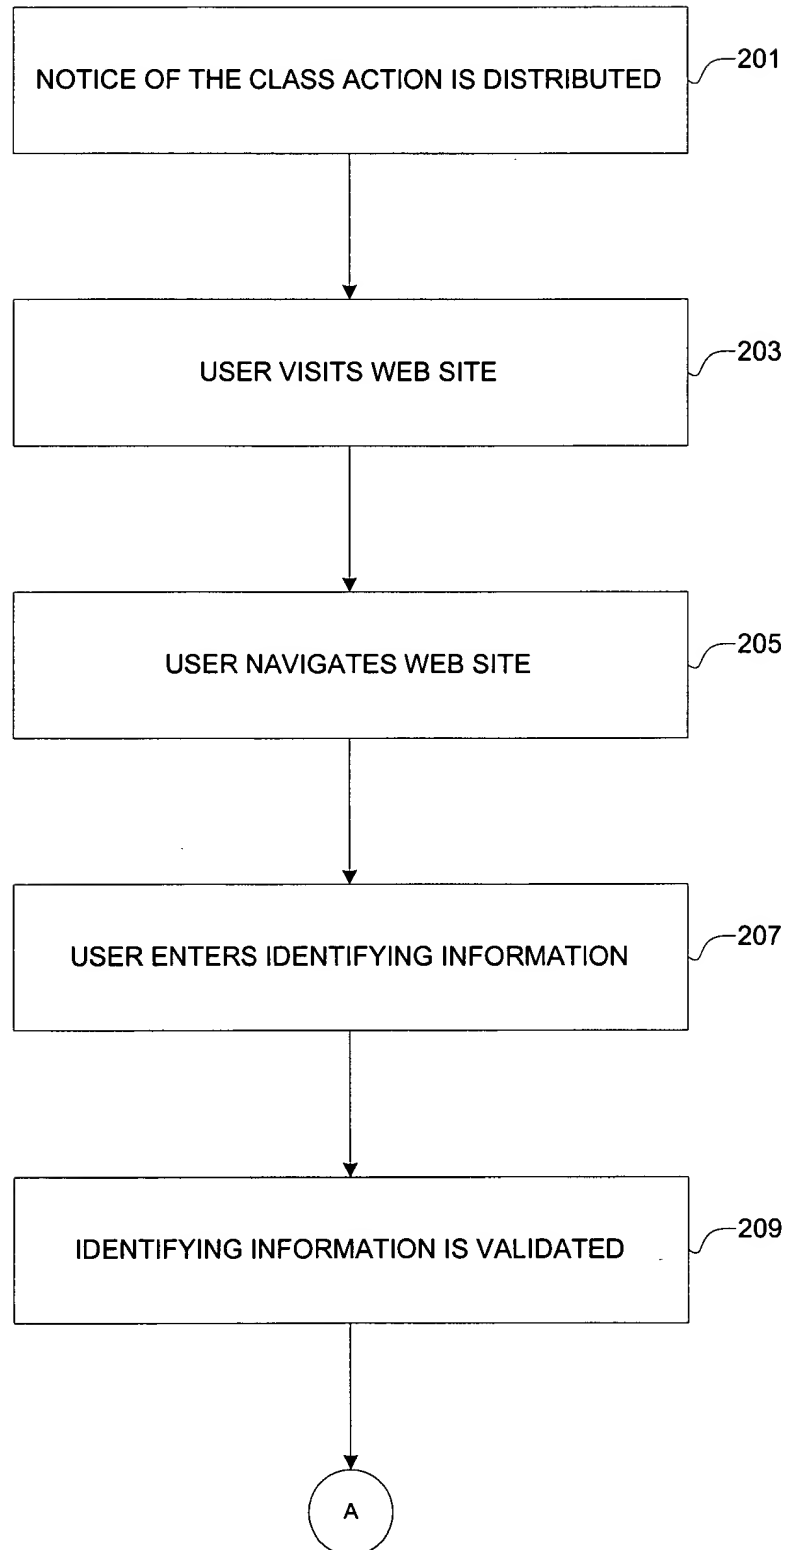 NOTICE OF THE CLASS ACTION IS DISTRIBUTED
201
USER VISITS WEB SITE
203
USER NAVIGATES WEB SITE
205
USER ENTERS IDENTIFYING INFORMATION
207
IDENTIFYING INFORMATION IS VALIDATED
209
A